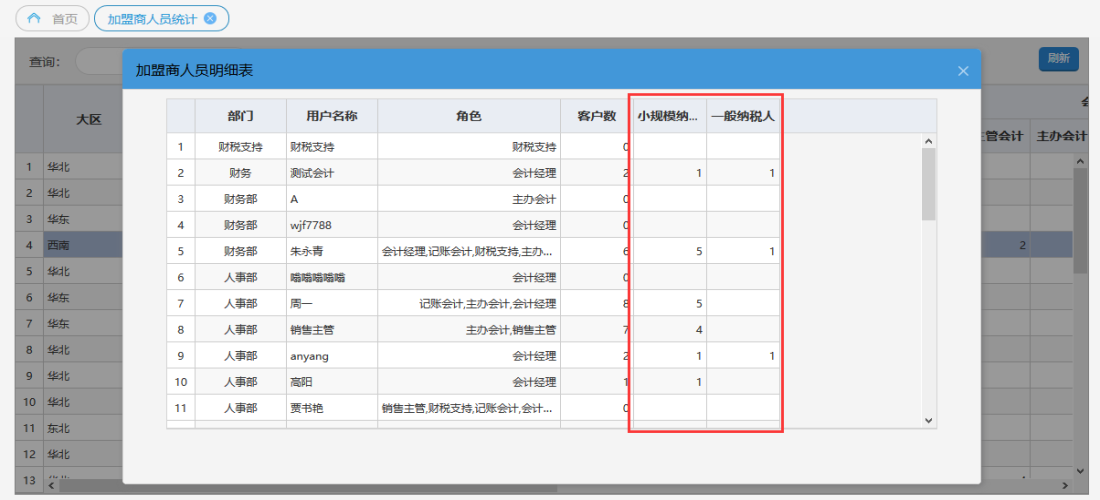 首页 加盟商人员统计
查询: 刷新
加盟商人员明细表
大区 管会计 主办会计
部门 用户名称 角色 客户数 小规模纳... 一般纳税人
1 财税支持 财税支持 财税支持 0
2 财务 测试会计 会计经理 2 1 1
3 财务部 A 主办会计 0
4 财务部 wjf7788 会计经理 0
5 财务部 朱永青 会计经理,记账会计,财税支持,主办... 6 5 1
6 人事部 嗡嗡嗡嗡嗡 会计经理 0
7 人事部 周一 记账会计,主办会计,会计经理 8 5
8 人事部 销售主管 主办会计,销售主管 7 4
9 人事部 anyang 会计经理 2 1 1
10 人事部 高阳 会计经理 1 1
11 人事部 贾书艳 销售主管,财税支持,记账会计,会计... 0
1 华北
2 华北
3 华东
4 西南 2
5 华北
6 华东
7 华东
8 华北
9 华北
10 华北
11 东北
12 华北
13